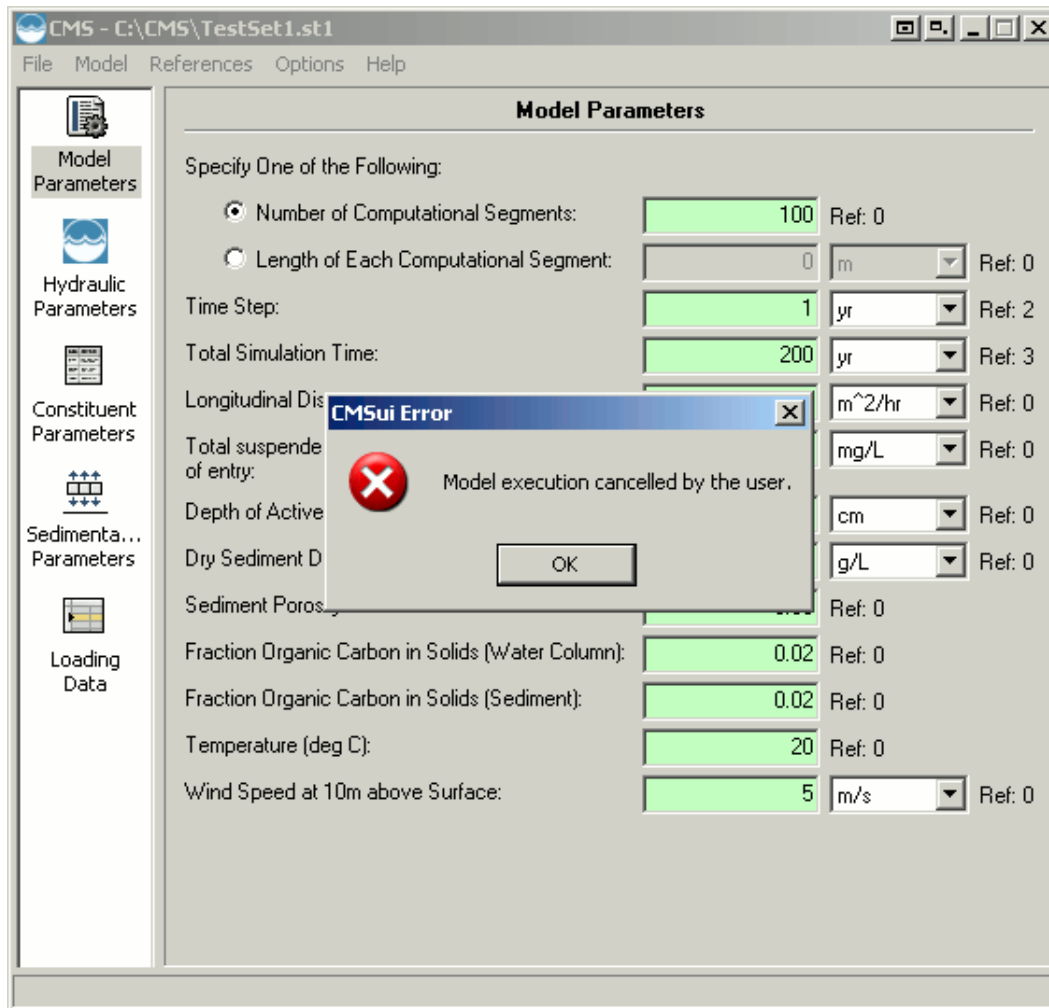 CMS - C:\CMS\TestSet1.st1
File Model References Options Help
Model
Parameters
Hydraulic
Parameters
Constituent
Parameters
Sedimenta...
Parameters
Loading
Data
Model Parameters
Specify One of the Following:
Number of Computational Segments: 100 Ref: 0
Length of Each Computational Segment: 0 m Ref: 0
Time Step: 1 yr Ref: 2
Total Simulation Time: 200 yr Ref: 3
Longitudinal m^2/hr Ref: 0
Total mg/L Ref: 0
of entry:
Depth of Active cm Ref: 0
Dry Sediment g/L Ref: 0
Sediment Porosity Ref: 0
Fraction Organic Carbon in Solids (Water Column): 0.02 Ref: 0
Fraction Organic Carbon in Solids (Sediment): 0.02 Ref: 0
Temperature (deg C): 20 Ref: 0
Wind Speed at 10m above Surface: 5 m/s Ref: 0
CMSui Error
Model execution cancelled by the user.
OK